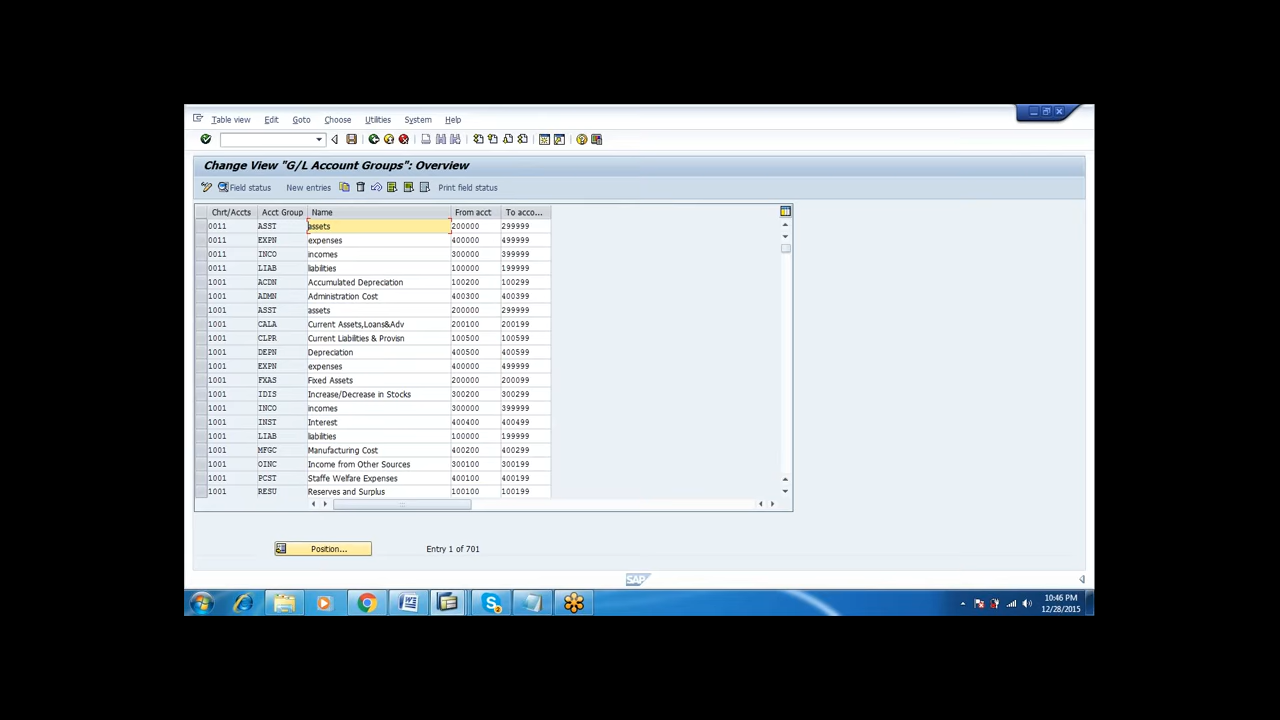 Table view Edit Goto Choose Utilities System Help
Change View "G/L Account Groups": Overview
Field status New entries Print field status
Chrt/Accts Acct Group Name From acct To acco...
0011 ASST assets 200000 299999
0011 EXPN expenses 400000 499999
0011 INCO incomes 300000 399999
0011 LIAB liabilities 100000 199999
1001 ACDN Accumulated Depreciation 100200 100299
1001 ADMN Administration Cost 400300 400399
1001 ASST assets 200000 299999
1001 CALA Current Assets,Loans&Adv 200100 200199
1001 CLPR Current Liabilities & Provisn 100500 100599
1001 DEPN Depreciation 400500 400599
1001 EXPN expenses 400000 499999
1001 FXAS Fixed Assets 200000 200099
1001 IDIS Increase/Decrease in Stocks 300200 300299
1001 INCO incomes 300000 399999
1001 INST Interest 400400 400499
1001 LIAB liabilities 100000 199999
1001 MFGC Manufacturing Cost 400200 400299
1001 OINC Income from Other Sources 300100 300199
1001 PCST Staffe Welfare Expenses 400100 400199
1001 RESU Reserves and Surplus 100100 100199
Position... Entry 1 of 701
SAP
10:46 PM
12/28/2015